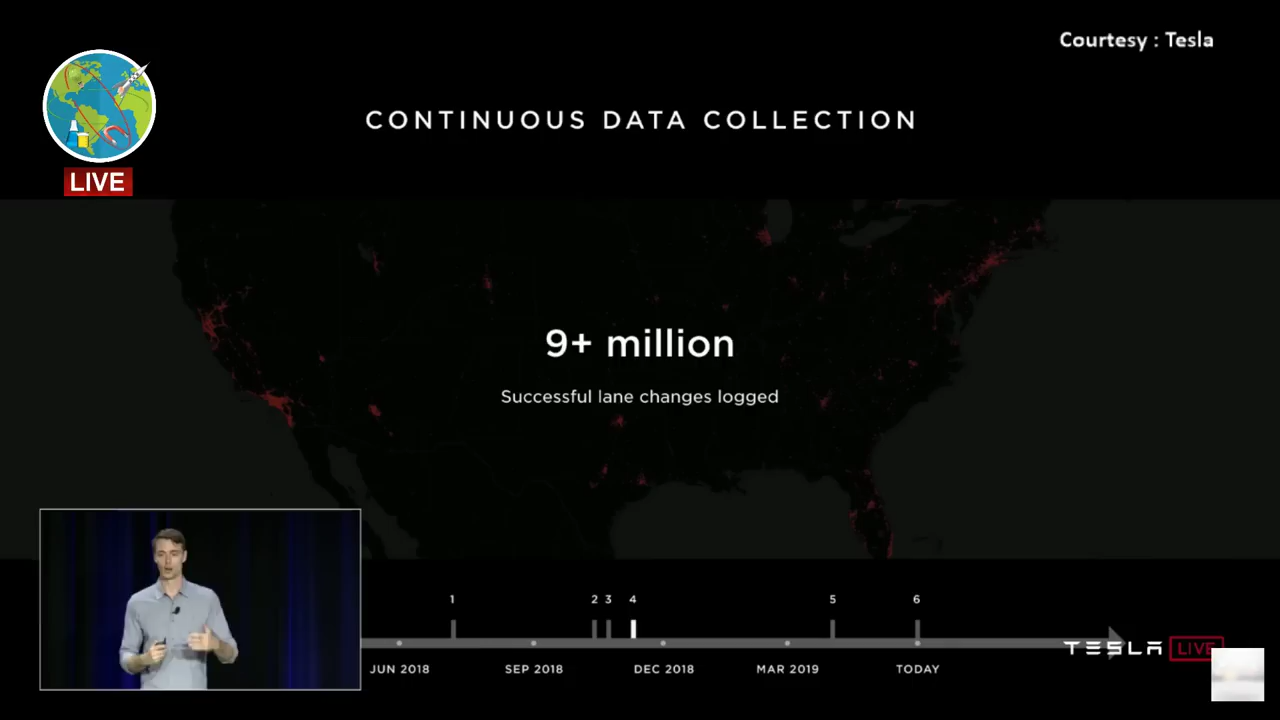 Courtesy : Tesla
CONTINUOUS DATA COLLECTION
LIVE
9+ million
Successful lane changes logged
1 2 3 4 5 6
JUN 2018 SEP 2018 DEC 2018 MAR 2019 TODAY
TESLA LIVE